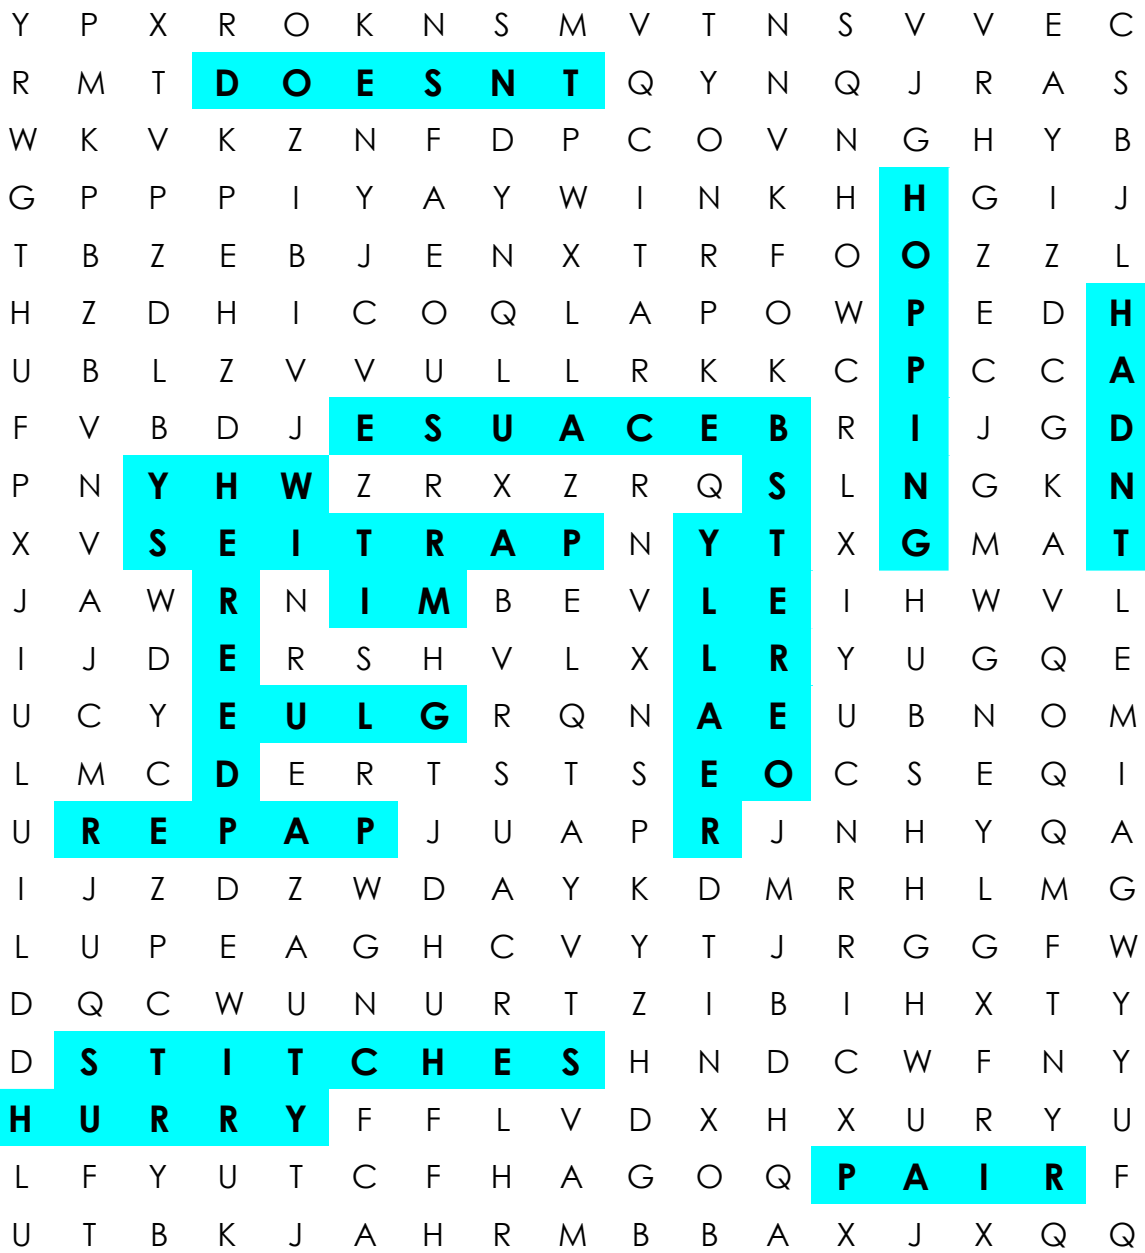 Y P X R O K N S M V T N S V V E C
R M T D O E S N T Q Y N Q J R A S
W K V K Z N F D P C O V N G H Y B
G P P P I Y A Y W I N K H H G I J
T B Z E B J E N X T R F O O Z Z L
H Z D H I C O Q L A P O W P E D H
U B L Z V V U L L R K K C P C C A
F V B D J E S U A C E B R I J G D
P N Y H W Z R X Z R Q S L N G K N
X V S E I T R A P N Y T X G M A T
J A W R N I M B E V L E I H W V L
I J D E R S H V L X L R Y U G Q E
U C Y E U L G R Q N A E U B N O M
L M C D E R T S T S E O C S E Q I
U R E P A P J U A P R J N H Y Q A
I J Z D Z W D A Y K D M R H L M G
L U P E A G H C V Y T J R G G F W
D Q C W U N U R T Z I B I H X T Y
D S T I T C H E S H N D C W F N Y
H U R R Y F F L V D X H X U R Y U
L F Y U T C F H A G O Q P A I R F
U T B K J A H R M B B A X J X Q Q